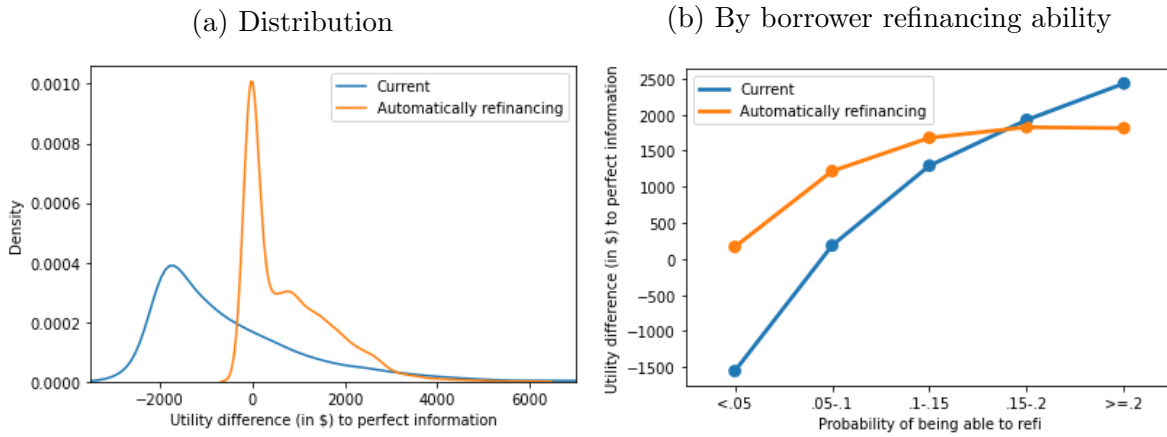 (a) Distribution
Current
Automatically refinancing
0.0010
0.0008
0.0006
0.0004
0.0002
0.0000
Density
−2000
0
2000
4000
6000
Utility difference (in $) to perfect information
(b) By borrower refinancing ability
Current
Automatically refinancing
2500
2000
1500
1000
500
0
−500
−1000
−1500
Utility difference (in $) to perfect information
<.05
.05-.1
.1-.15
.15-.2
>=.2
Probability of being able to refi